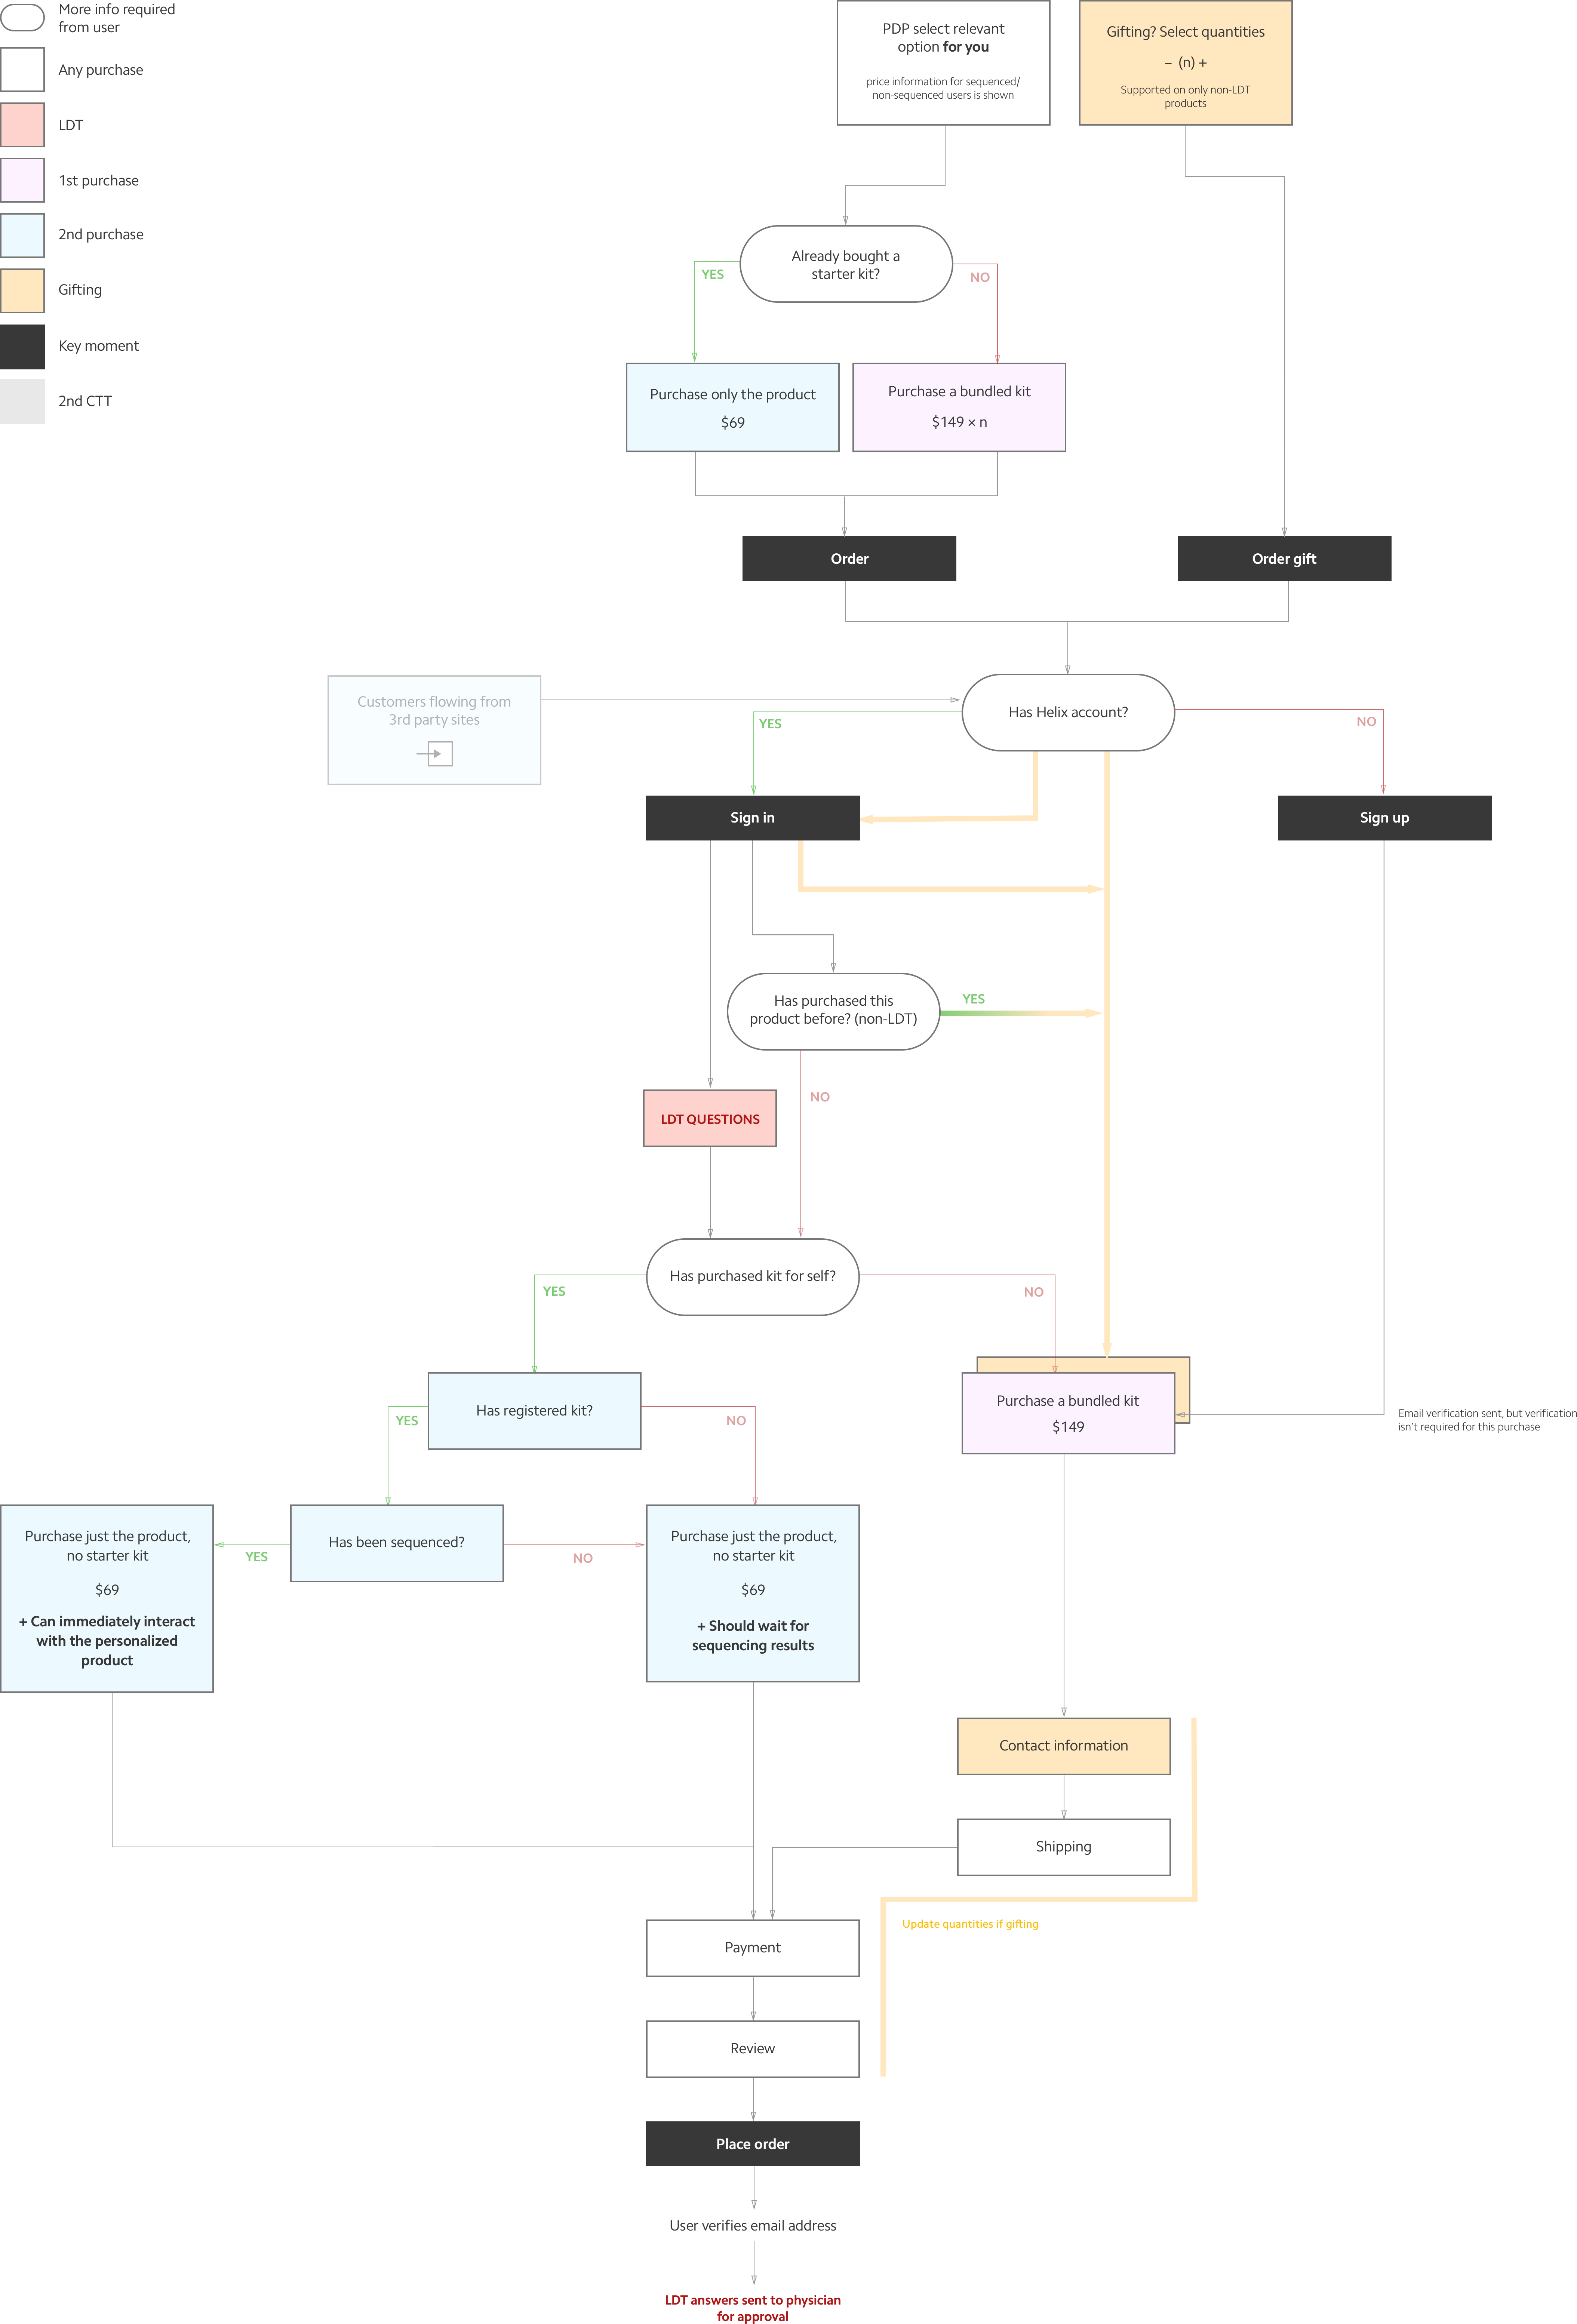 More info required
from user
Any purchase
LDT
1st purchase
2nd purchase
Gifting
Key moment
2nd CTT
PDP select relevant
option for you
price information for sequenced/
non-sequenced users is shown
Gifting? Select quantities
– (n) +
Supported on only non-LDT
products
Already bought a
starter kit?
YES
NO
Purchase only the product
$69
Purchase a bundled kit
$149 × n
Order
Order gift
Customers flowing from
3rd party sites
Has Helix account?
YES
NO
Sign in
Sign up
Has purchased this
product before? (non-LDT)
YES
NO
LDT QUESTIONS
Has purchased kit for self?
YES
NO
Has registered kit?
YES
NO
Purchase a bundled kit
$149
Email verification sent, but verification
isn't required for this purchase
Purchase just the product,
no starter kit
$69
+ Can immediately interact
with the personalized
product
Has been sequenced?
YES
NO
Purchase just the product,
no starter kit
$69
+ Should wait for
sequencing results
Contact information
Shipping
Update quantities if gifting
Payment
Review
Place order
User verifies email address
LDT answers sent to physician
for approval